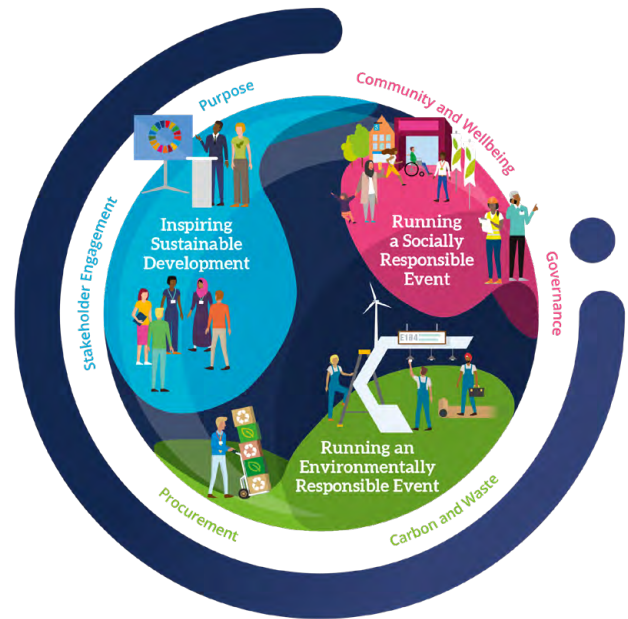 Purpose
Community and Wellbeing
Stakeholder Engagement
Inspiring
Sustainable
Development
Running
a Socially
Responsible
Event
Governance
E184
Running an
Environmentally
Responsible Event
Procurement
Carbon and Waste